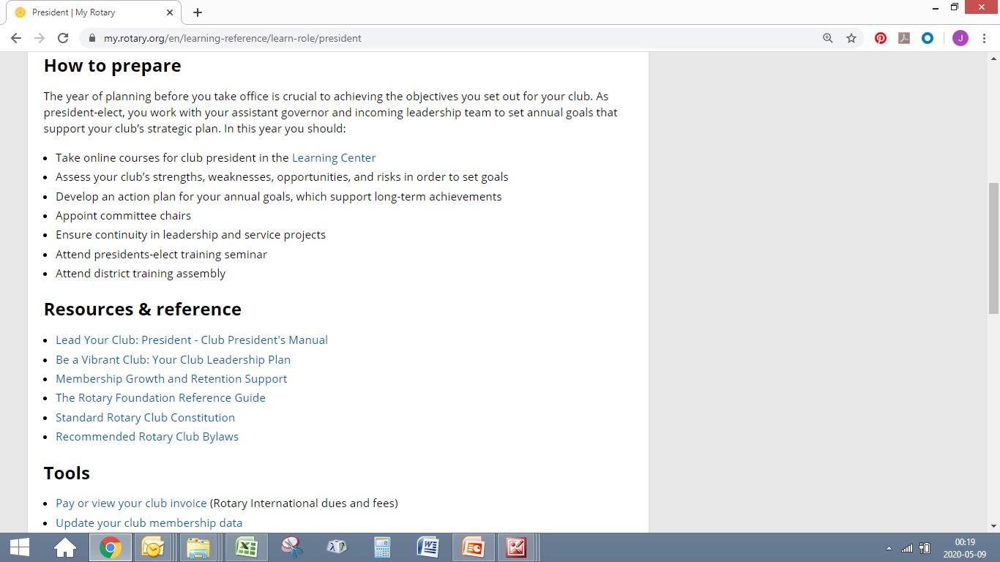 President | My Rotary
my.rotary.org/en/learning-reference/learn-role/president
J
How to prepare
The year of planning before you take office is crucial to achieving the objectives you set out for your club. As
president-elect, you work with your assistant governor and incoming leadership team to set annual goals that
support your club’s strategic plan. In this year you should:
Take online courses for club president in the Learning Center
Assess your club’s strengths, weaknesses, opportunities, and risks in order to set goals
Develop an action plan for your annual goals, which support long-term achievements
Appoint committee chairs
Ensure continuity in leadership and service projects
Attend presidents-elect training seminar
Attend district training assembly
Resources & reference
Lead Your Club: President - Club President's Manual
Be a Vibrant Club: Your Club Leadership Plan
Membership Growth and Retention Support
The Rotary Foundation Reference Guide
Standard Rotary Club Constitution
Recommended Rotary Club Bylaws
Tools
Pay or view your club invoice (Rotary International dues and fees)
Update your club membership data
00:19
2020-05-09